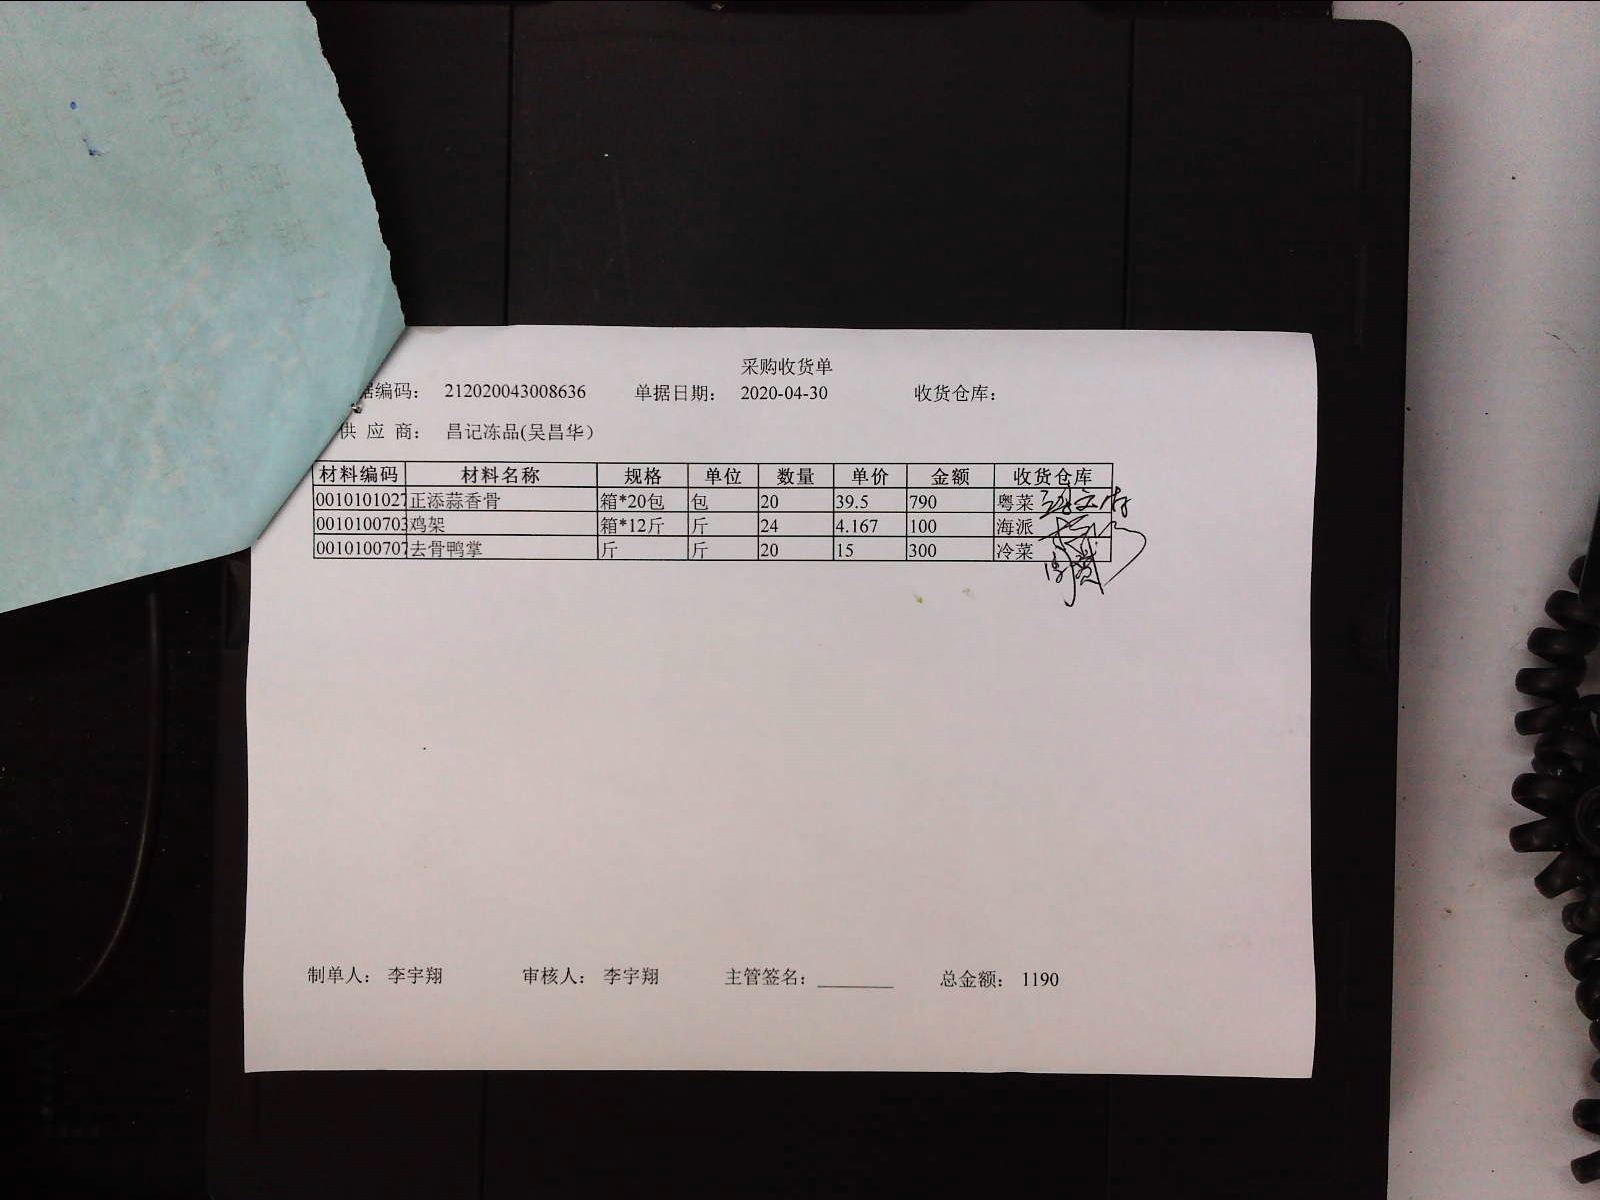 采购收货单
据编码： 212020043008636 单据日期： 2020-04-30 收货仓库：
供 应 商： 昌记冻品(吴昌华）
材料编码 材料名称 规格 单位 数量 单价 金额 收货仓库
0010101027 正添蒜香骨 箱*20包 包 20 39.5 790 粤菜
0010100703 鸡架 箱*12斤 斤 24 4.167 100 海派
0010100707 去骨鸭掌 斤 斤 20 15 300 冷菜
制单人： 李宇翔 审核人： 李宇翔 主管签名：________ 总金额： 1190